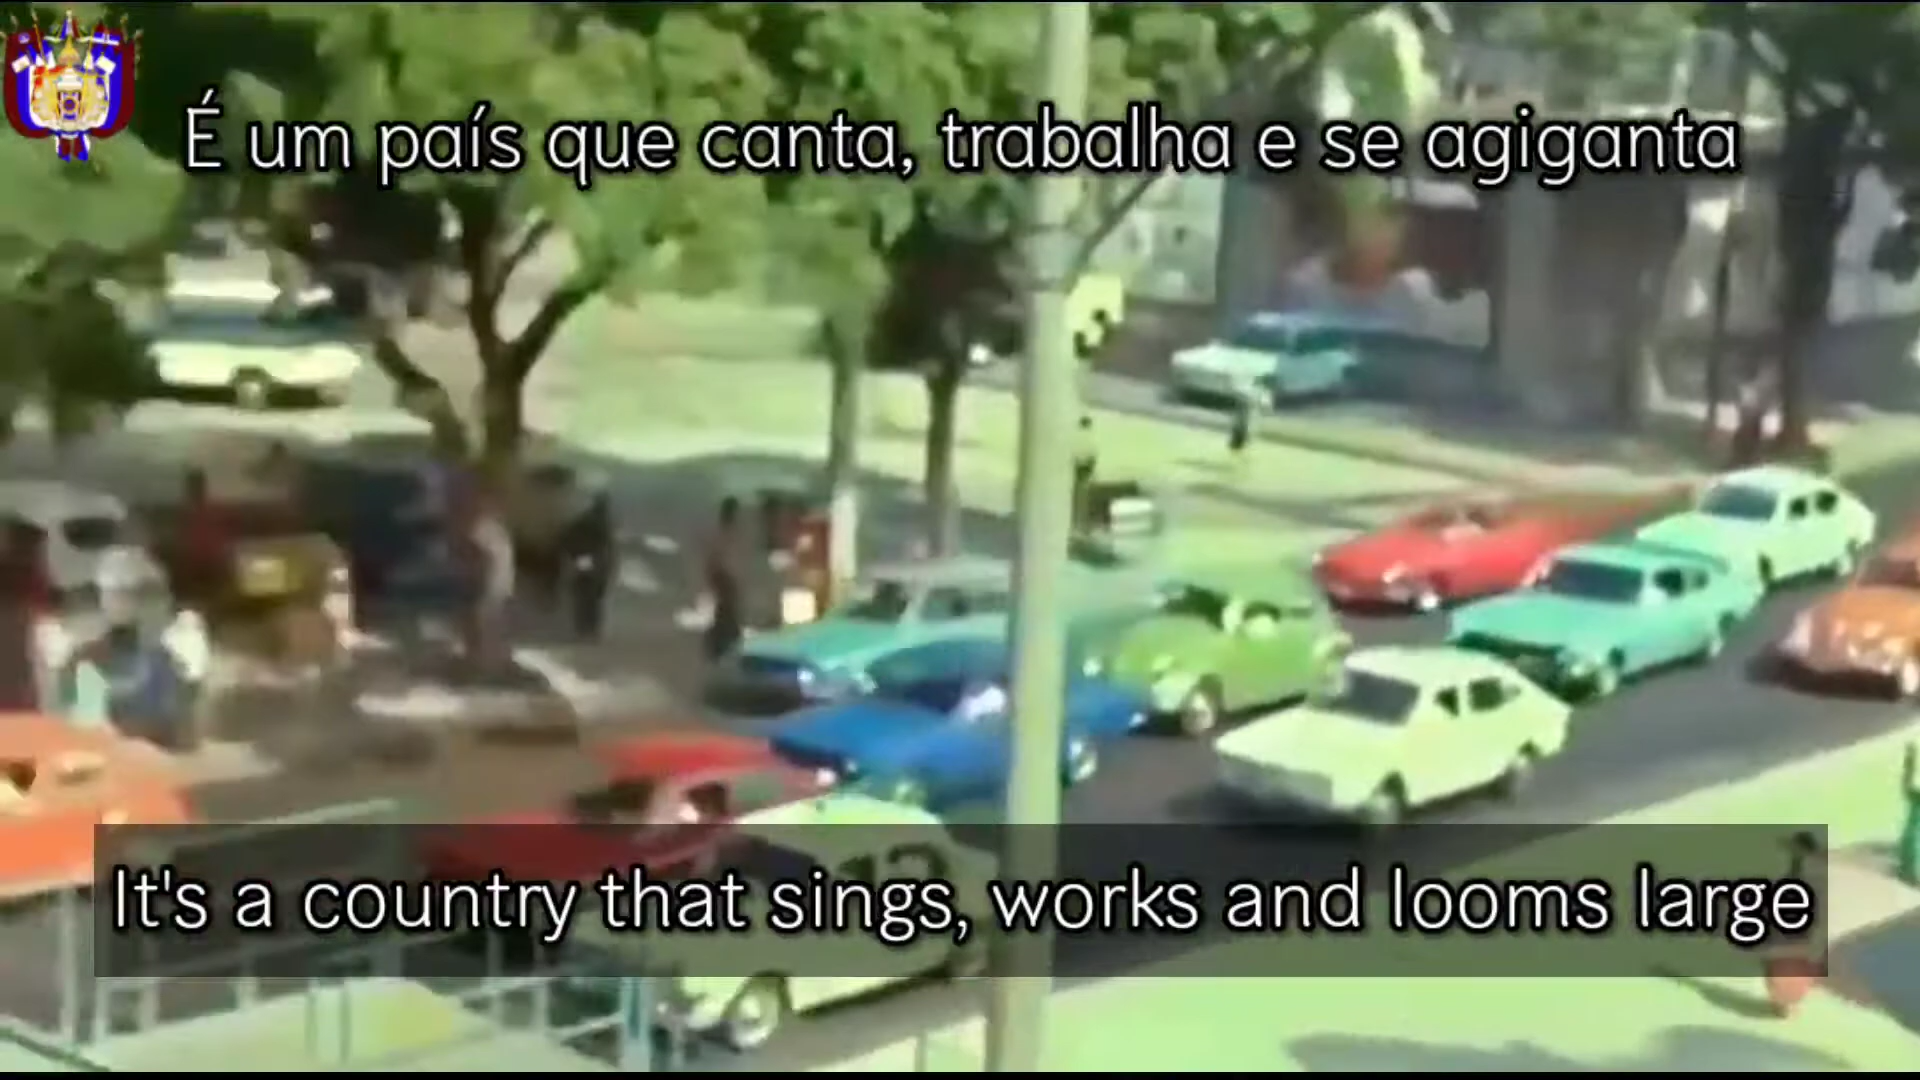 É um país que canta, trabalha e se agiganta
It's a country that sings, works and looms large